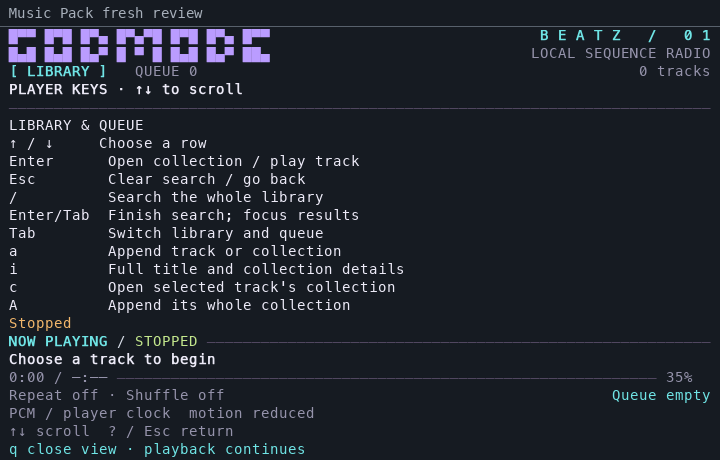 Music Pack fresh review
BEATZ / 01
LOCAL SEQUENCE RADIO
[ LIBRARY ] QUEUE 0 0 tracks
PLAYER KEYS · ↑↓ to scroll
LIBRARY & QUEUE
↑ / ↓ Choose a row
Enter Open collection / play track
Esc Clear search / go back
/ Search the whole library
Enter/Tab Finish search; focus results
Tab Switch library and queue
a Append track or collection
i Full title and collection details
c Open selected track's collection
A Append its whole collection
Stopped
NOW PLAYING / STOPPED
Choose a track to begin
0:00 / —:—— 35%
Repeat off · Shuffle off Queue empty
PCM / player clock motion reduced
↑↓ scroll ? / Esc return
q close view · playback continues